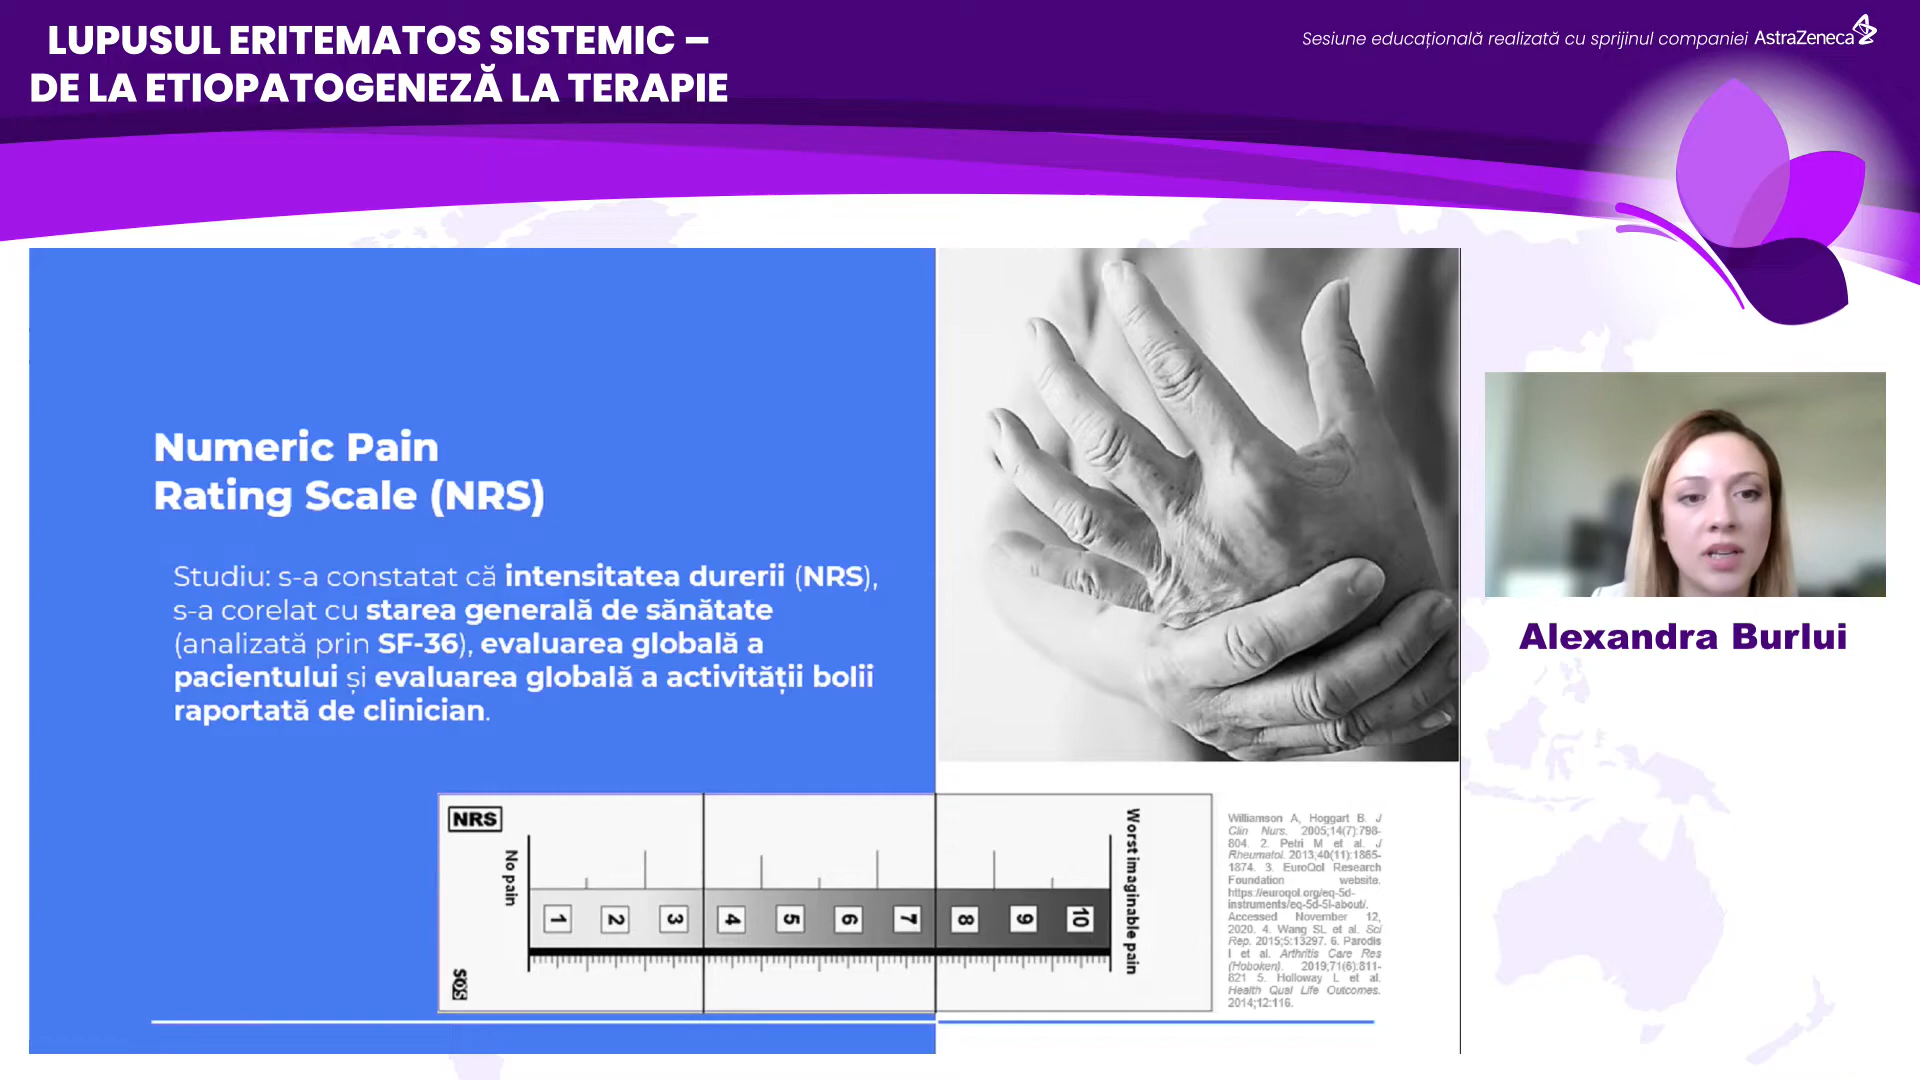 LUPUSUL ERITEMATOS SISTEMIC –
DE LA ETIOPATOGENEZĂ LA TERAPIE
Sesiune educațională realizată cu sprijinul companiei AstraZeneca
Numeric Pain
Rating Scale (NRS)
Studiu: s-a constatat că intensitatea durerii (NRS),
s-a corelat cu starea generală de sănătate
(analizată prin SF-36), evaluarea globală a
pacientului și evaluarea globală a activității bolii
raportată de clinician.
NRS
No pain
1 2 3 4 5 6 7 8 9 10
Worst imaginable pain
SOS
Williamson A, Hoggart B. J
Clin Nurs. 2005;14(7):798-
804. 2. Petri M et al. J
Rheumatol. 2013;40(11):1865-
1874. 3. EuroQol Research
Foundation website.
https://euroqol.org/eq-5d-
instruments/eq-5d-5l-about/.
Accessed November 12,
2020. 4. Wang SL et al. Sci
Rep. 2015;5:13297. 6. Parodis
I et al. Arthritis Care Res
(Hoboken). 2019;71(6):811-
821 5. Holloway L et al.
Health Qual Life Outcomes.
2014;12:116.
Alexandra Burlui